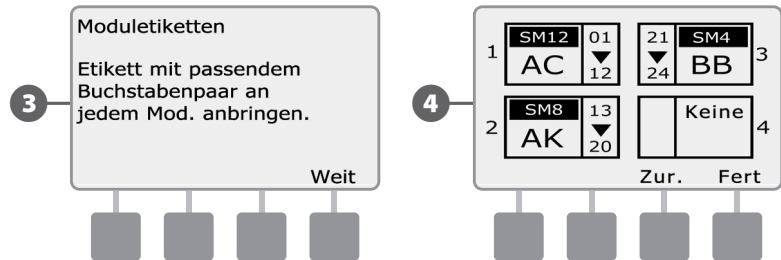 3
Moduletiketten
Etikett mit passendem
Buchstabenpaar an
jedem Mod. anbringen.
Weit
4
1
SM12
AC
01
12
21
24
SM4
BB
3
2
SM8
AK
13
20
Keine
4
Zur.
Fert